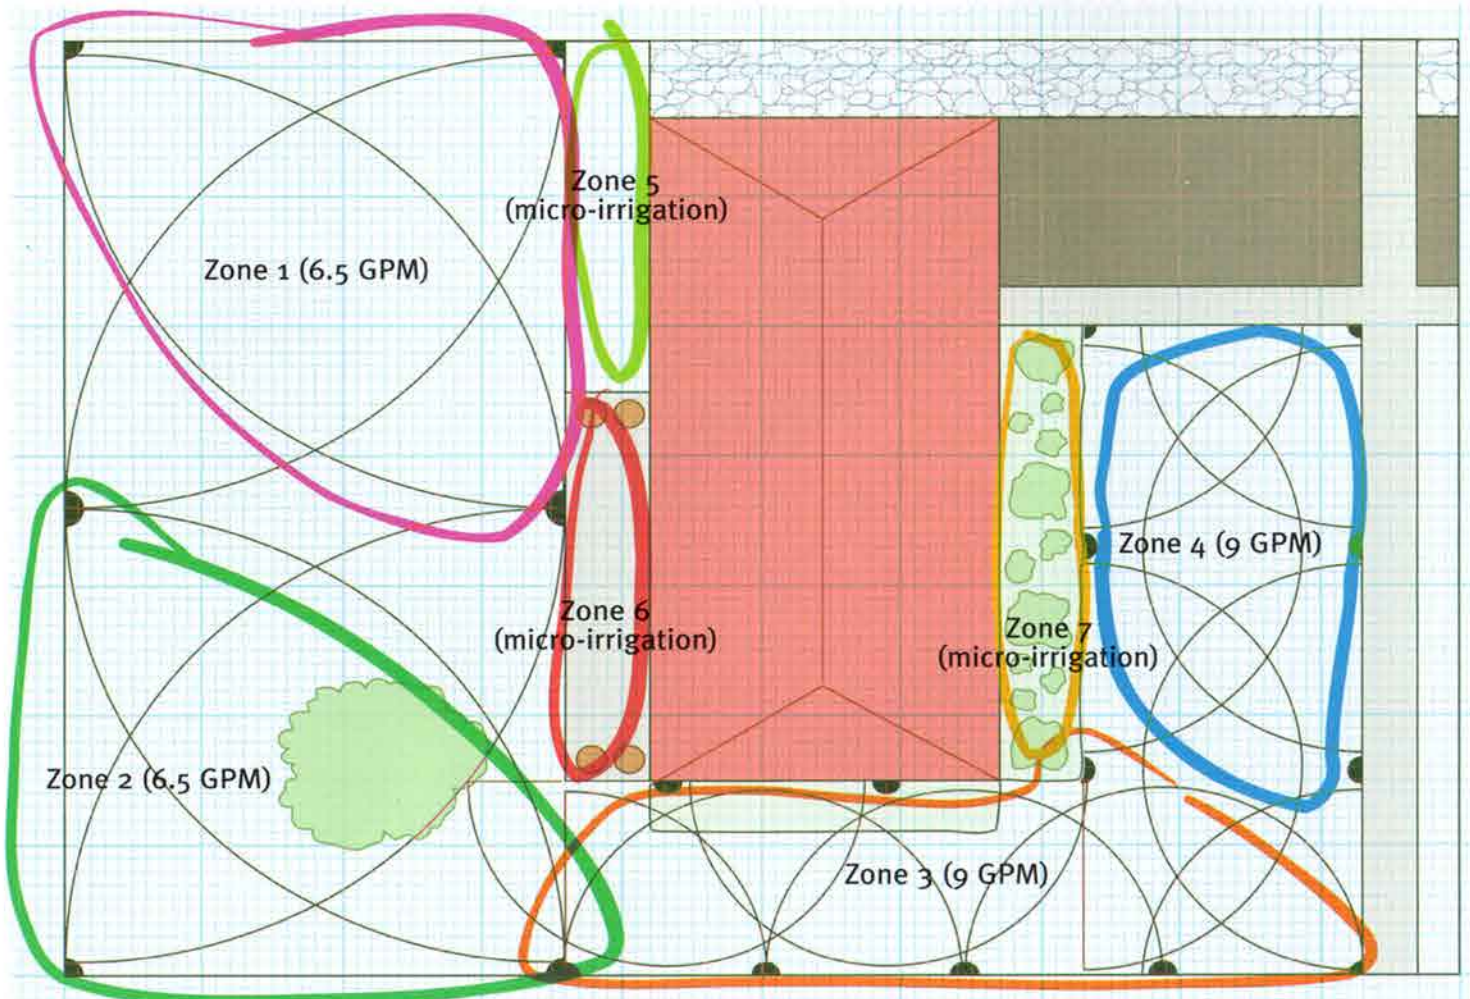 Zone 5
(micro-irrigation)
Zone 1 (6.5 GPM)
Zone 4 (9 GPM)
Zone 6
(micro-irrigation)
Zone 7
(micro-irrigation)
Zone 2 (6.5 GPM)
Zone 3 (9 GPM)